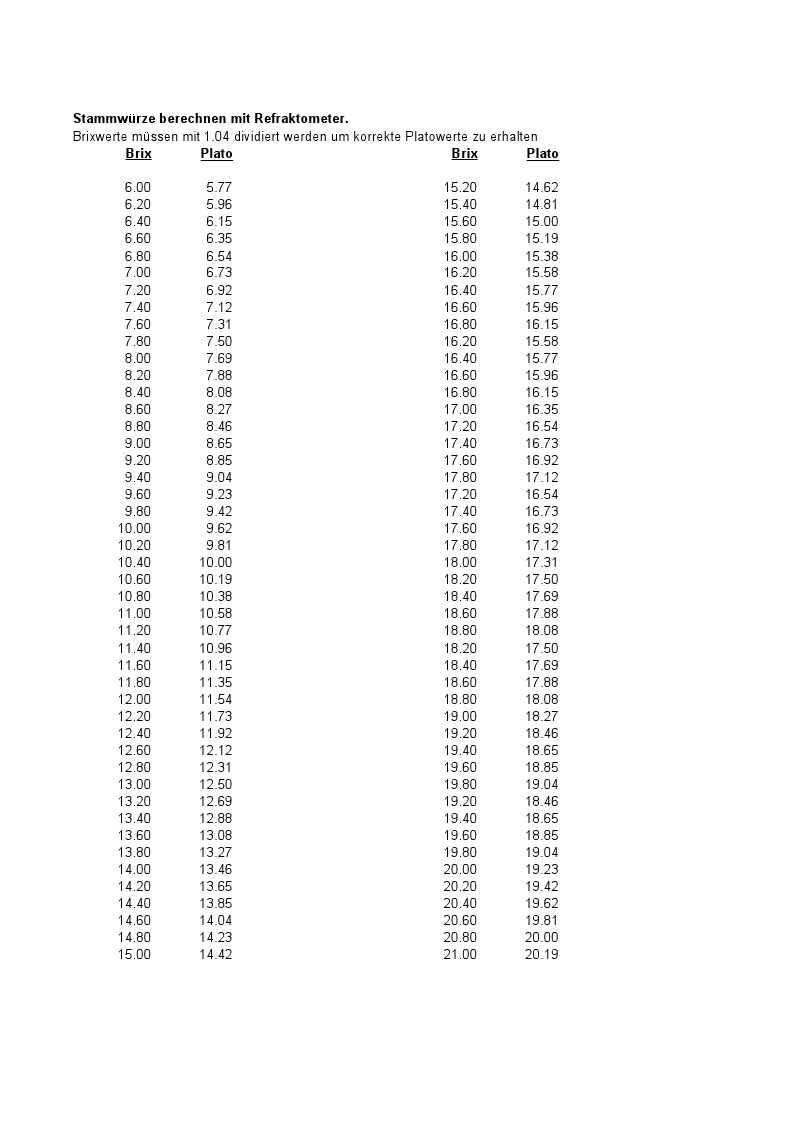 Stammwürze berechnen mit Refraktometer.
Brixwerte müssen mit 1.04 dividiert werden um korrekte Platowerte zu erhalten
Brix Plato Brix Plato
6.00 5.77 15.20 14.62
6.20 5.96 15.40 14.81
6.40 6.15 15.60 15.00
6.60 6.35 15.80 15.19
6.80 6.54 16.00 15.38
7.00 6.73 16.20 15.58
7.20 6.92 16.40 15.77
7.40 7.12 16.60 15.96
7.60 7.31 16.80 16.15
7.80 7.50 16.20 15.58
8.00 7.69 16.40 15.77
8.20 7.88 16.60 15.96
8.40 8.08 16.80 16.15
8.60 8.27 17.00 16.35
8.80 8.46 17.20 16.54
9.00 8.65 17.40 16.73
9.20 8.85 17.60 16.92
9.40 9.04 17.80 17.12
9.60 9.23 17.20 16.54
9.80 9.42 17.40 16.73
10.00 9.62 17.60 16.92
10.20 9.81 17.80 17.12
10.40 10.00 18.00 17.31
10.60 10.19 18.20 17.50
10.80 10.38 18.40 17.69
11.00 10.58 18.60 17.88
11.20 10.77 18.80 18.08
11.40 10.96 18.20 17.50
11.60 11.15 18.40 17.69
11.80 11.35 18.60 17.88
12.00 11.54 18.80 18.08
12.20 11.73 19.00 18.27
12.40 11.92 19.20 18.46
12.60 12.12 19.40 18.65
12.80 12.31 19.60 18.85
13.00 12.50 19.80 19.04
13.20 12.69 19.20 18.46
13.40 12.88 19.40 18.65
13.60 13.08 19.60 18.85
13.80 13.27 19.80 19.04
14.00 13.46 20.00 19.23
14.20 13.65 20.20 19.42
14.40 13.85 20.40 19.62
14.60 14.04 20.60 19.81
14.80 14.23 20.80 20.00
15.00 14.42 21.00 20.19